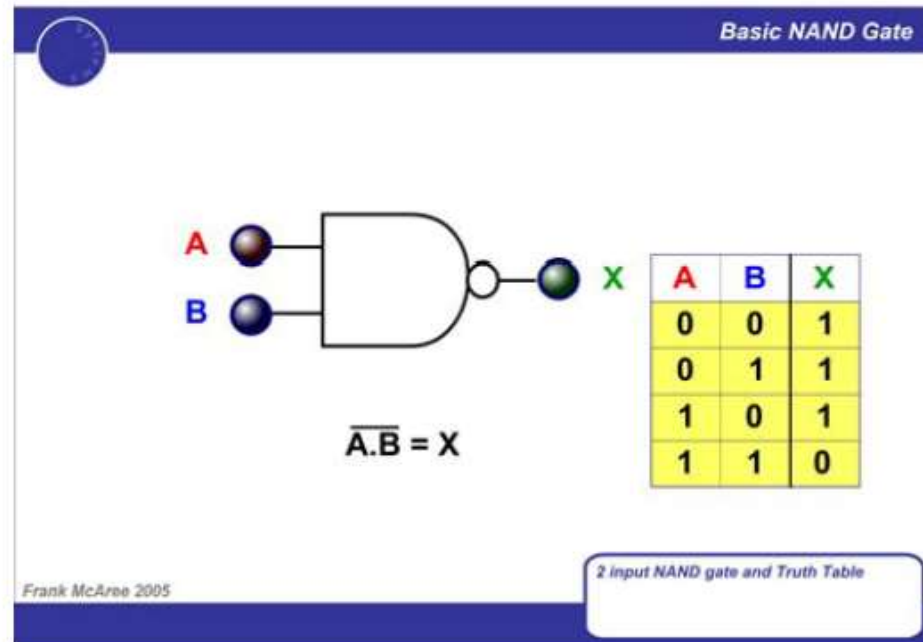 Basic NAND Gate
A
B
X
A B X
0 0 1
0 1 1
1 0 1
1 1 0
A.B = X
2 input NAND gate and Truth Table
Frank McAree 2005